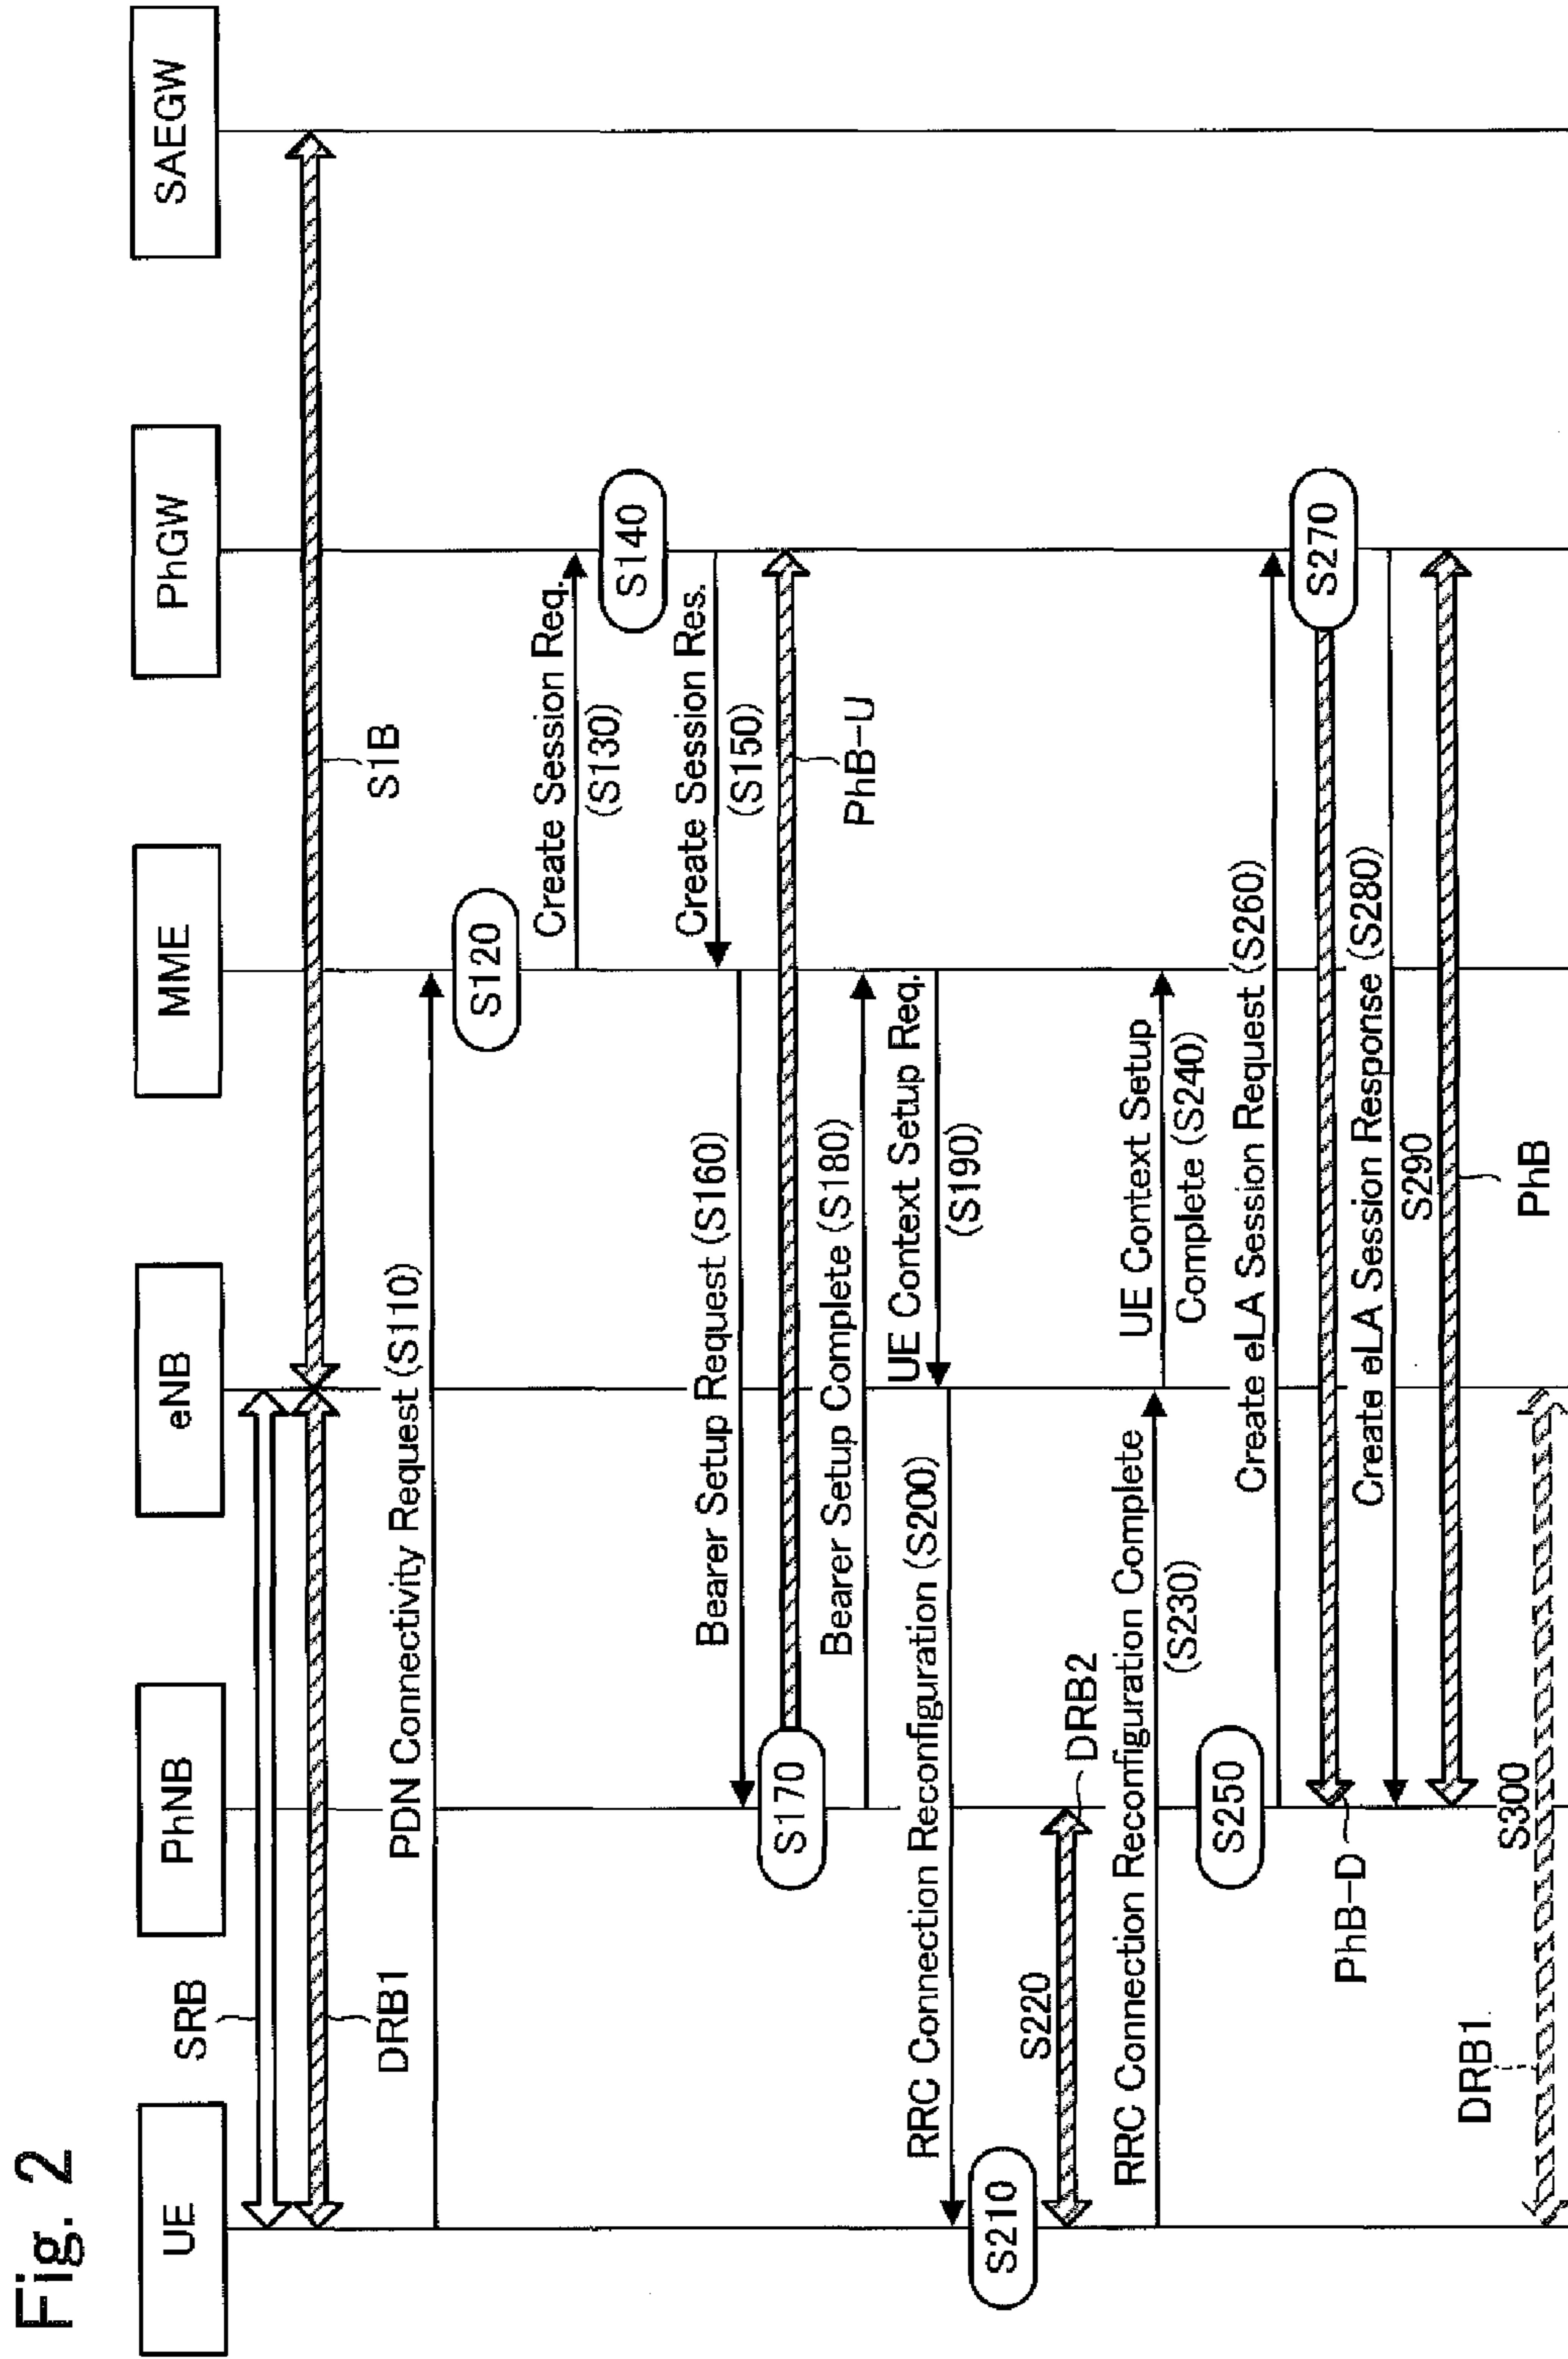 Fig. 2
UE
PhNB
eNB
MME
PhGW
SAEGW
SRB
DRB1
S1B
PDN Connectivity Request (S110)
S120
Create Session Req.
(S130)
S140
Create Session Res.
(S150)
Bearer Setup Request (S160)
S170
PhB-U
Bearer Setup Complete (S180)
UE Context Setup Req.
(S190)
RRC Connection Reconfiguration (S200)
S210
S220
DRB2
RRC Connection Reconfiguration Complete
(S230)
UE Context Setup
Complete (S240)
S250
Create eLA Session Request (S260)
S270
PhB-D
Create eLA Session Response (S280)
S290
PhB
S300
DRB1